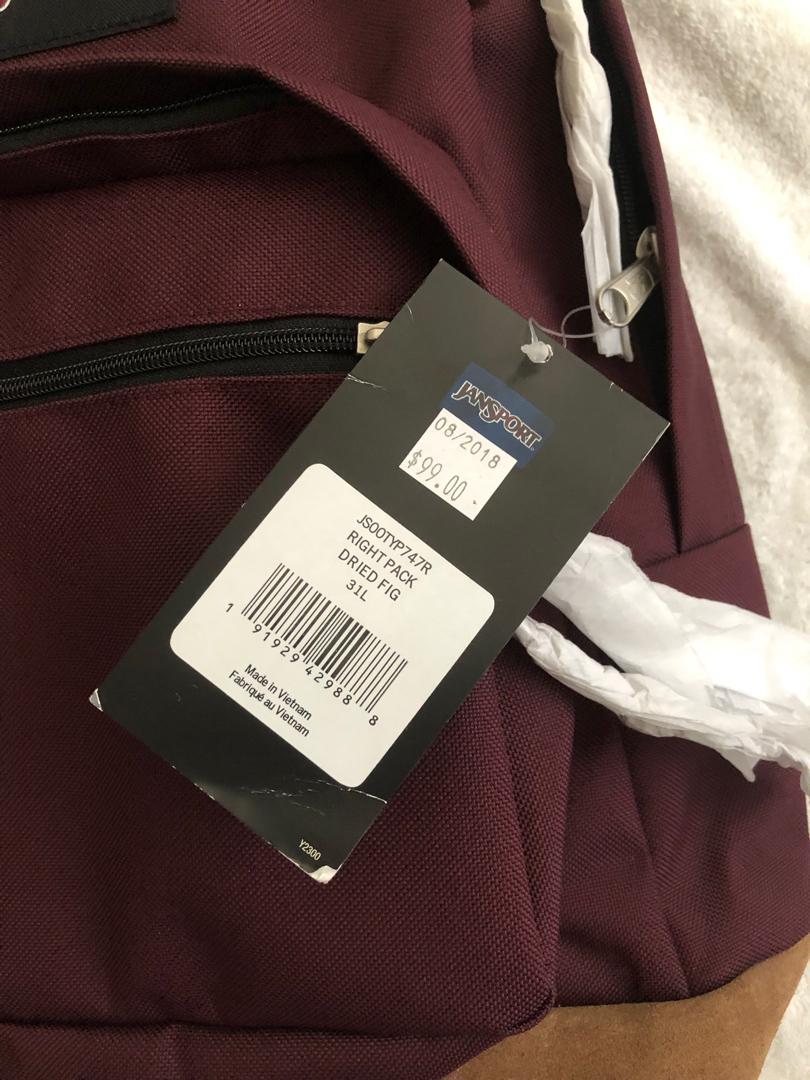 JANSPORT
08/2018
$99.00
JS00TYP747R
RIGHT PACK
DRIED FIG
31L
1 91929 42988 8
Made in Vietnam
Fabriqué au Vietnam
Y2300